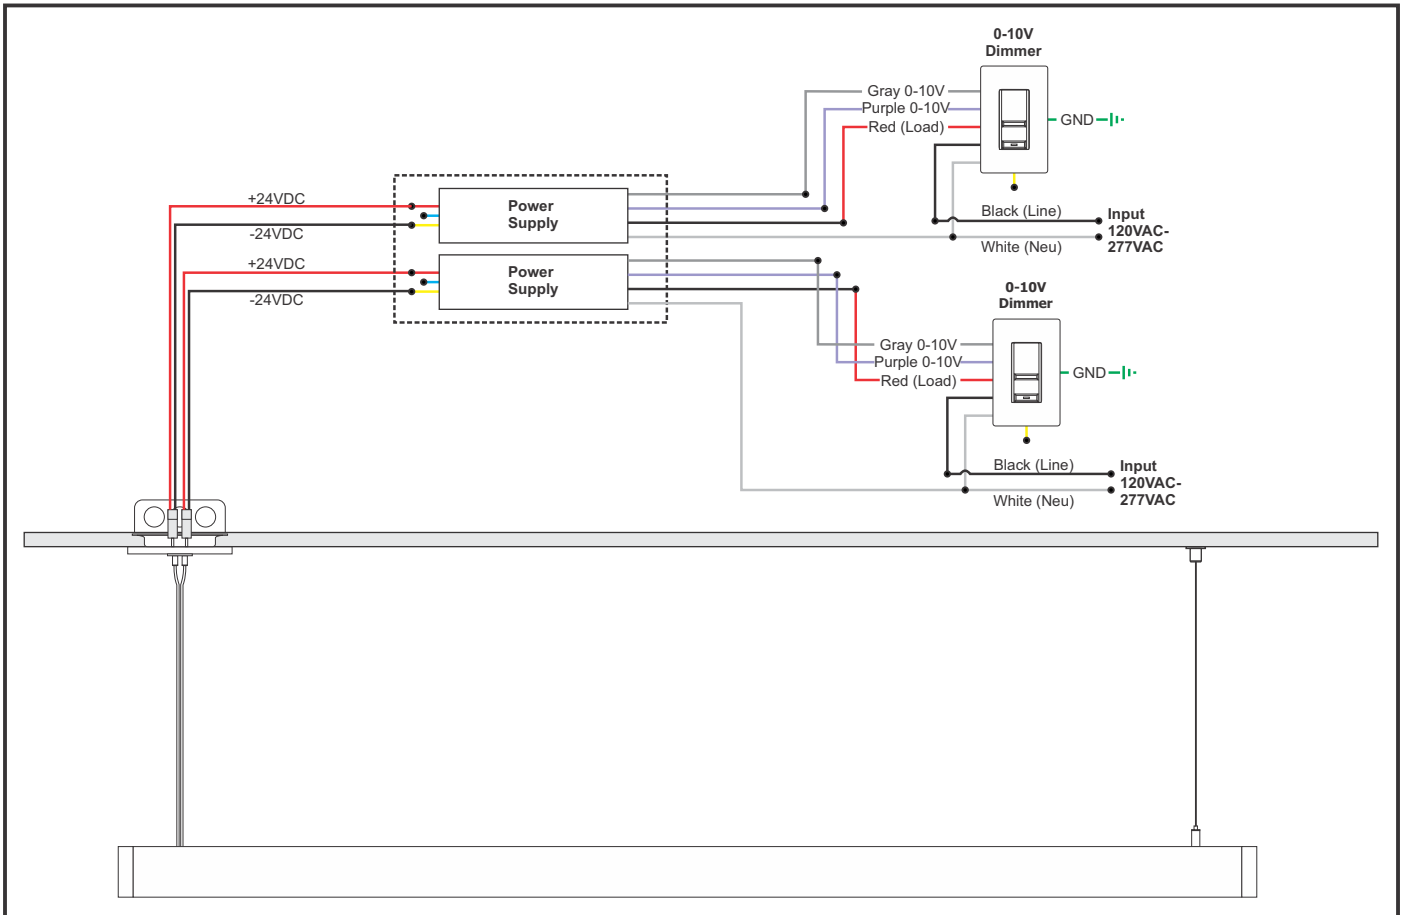 0-10V
Dimmer
Gray 0-10V
Purple 0-10V
Red (Load)
GND
+24VDC
-24VDC
Power
Supply
Black (Line)
White (Neu)
Input
120VAC-
277VAC
+24VDC
-24VDC
Power
Supply
0-10V
Dimmer
Gray 0-10V
Purple 0-10V
Red (Load)
GND
Black (Line)
White (Neu)
Input
120VAC-
277VAC